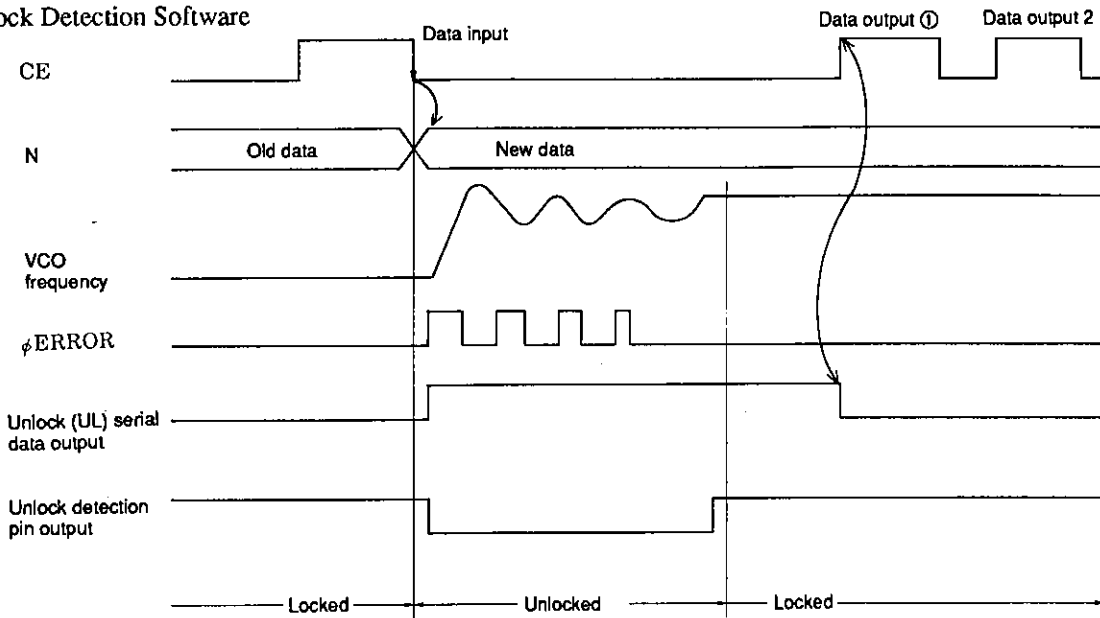 ock Detection Software
Data input
Data output ①
Data output 2
CE
N
Old data
New data
VCO
frequency
φERROR
Unlock (UL) serial
data output
Unlock detection
pin output
Locked
Unlocked
Locked